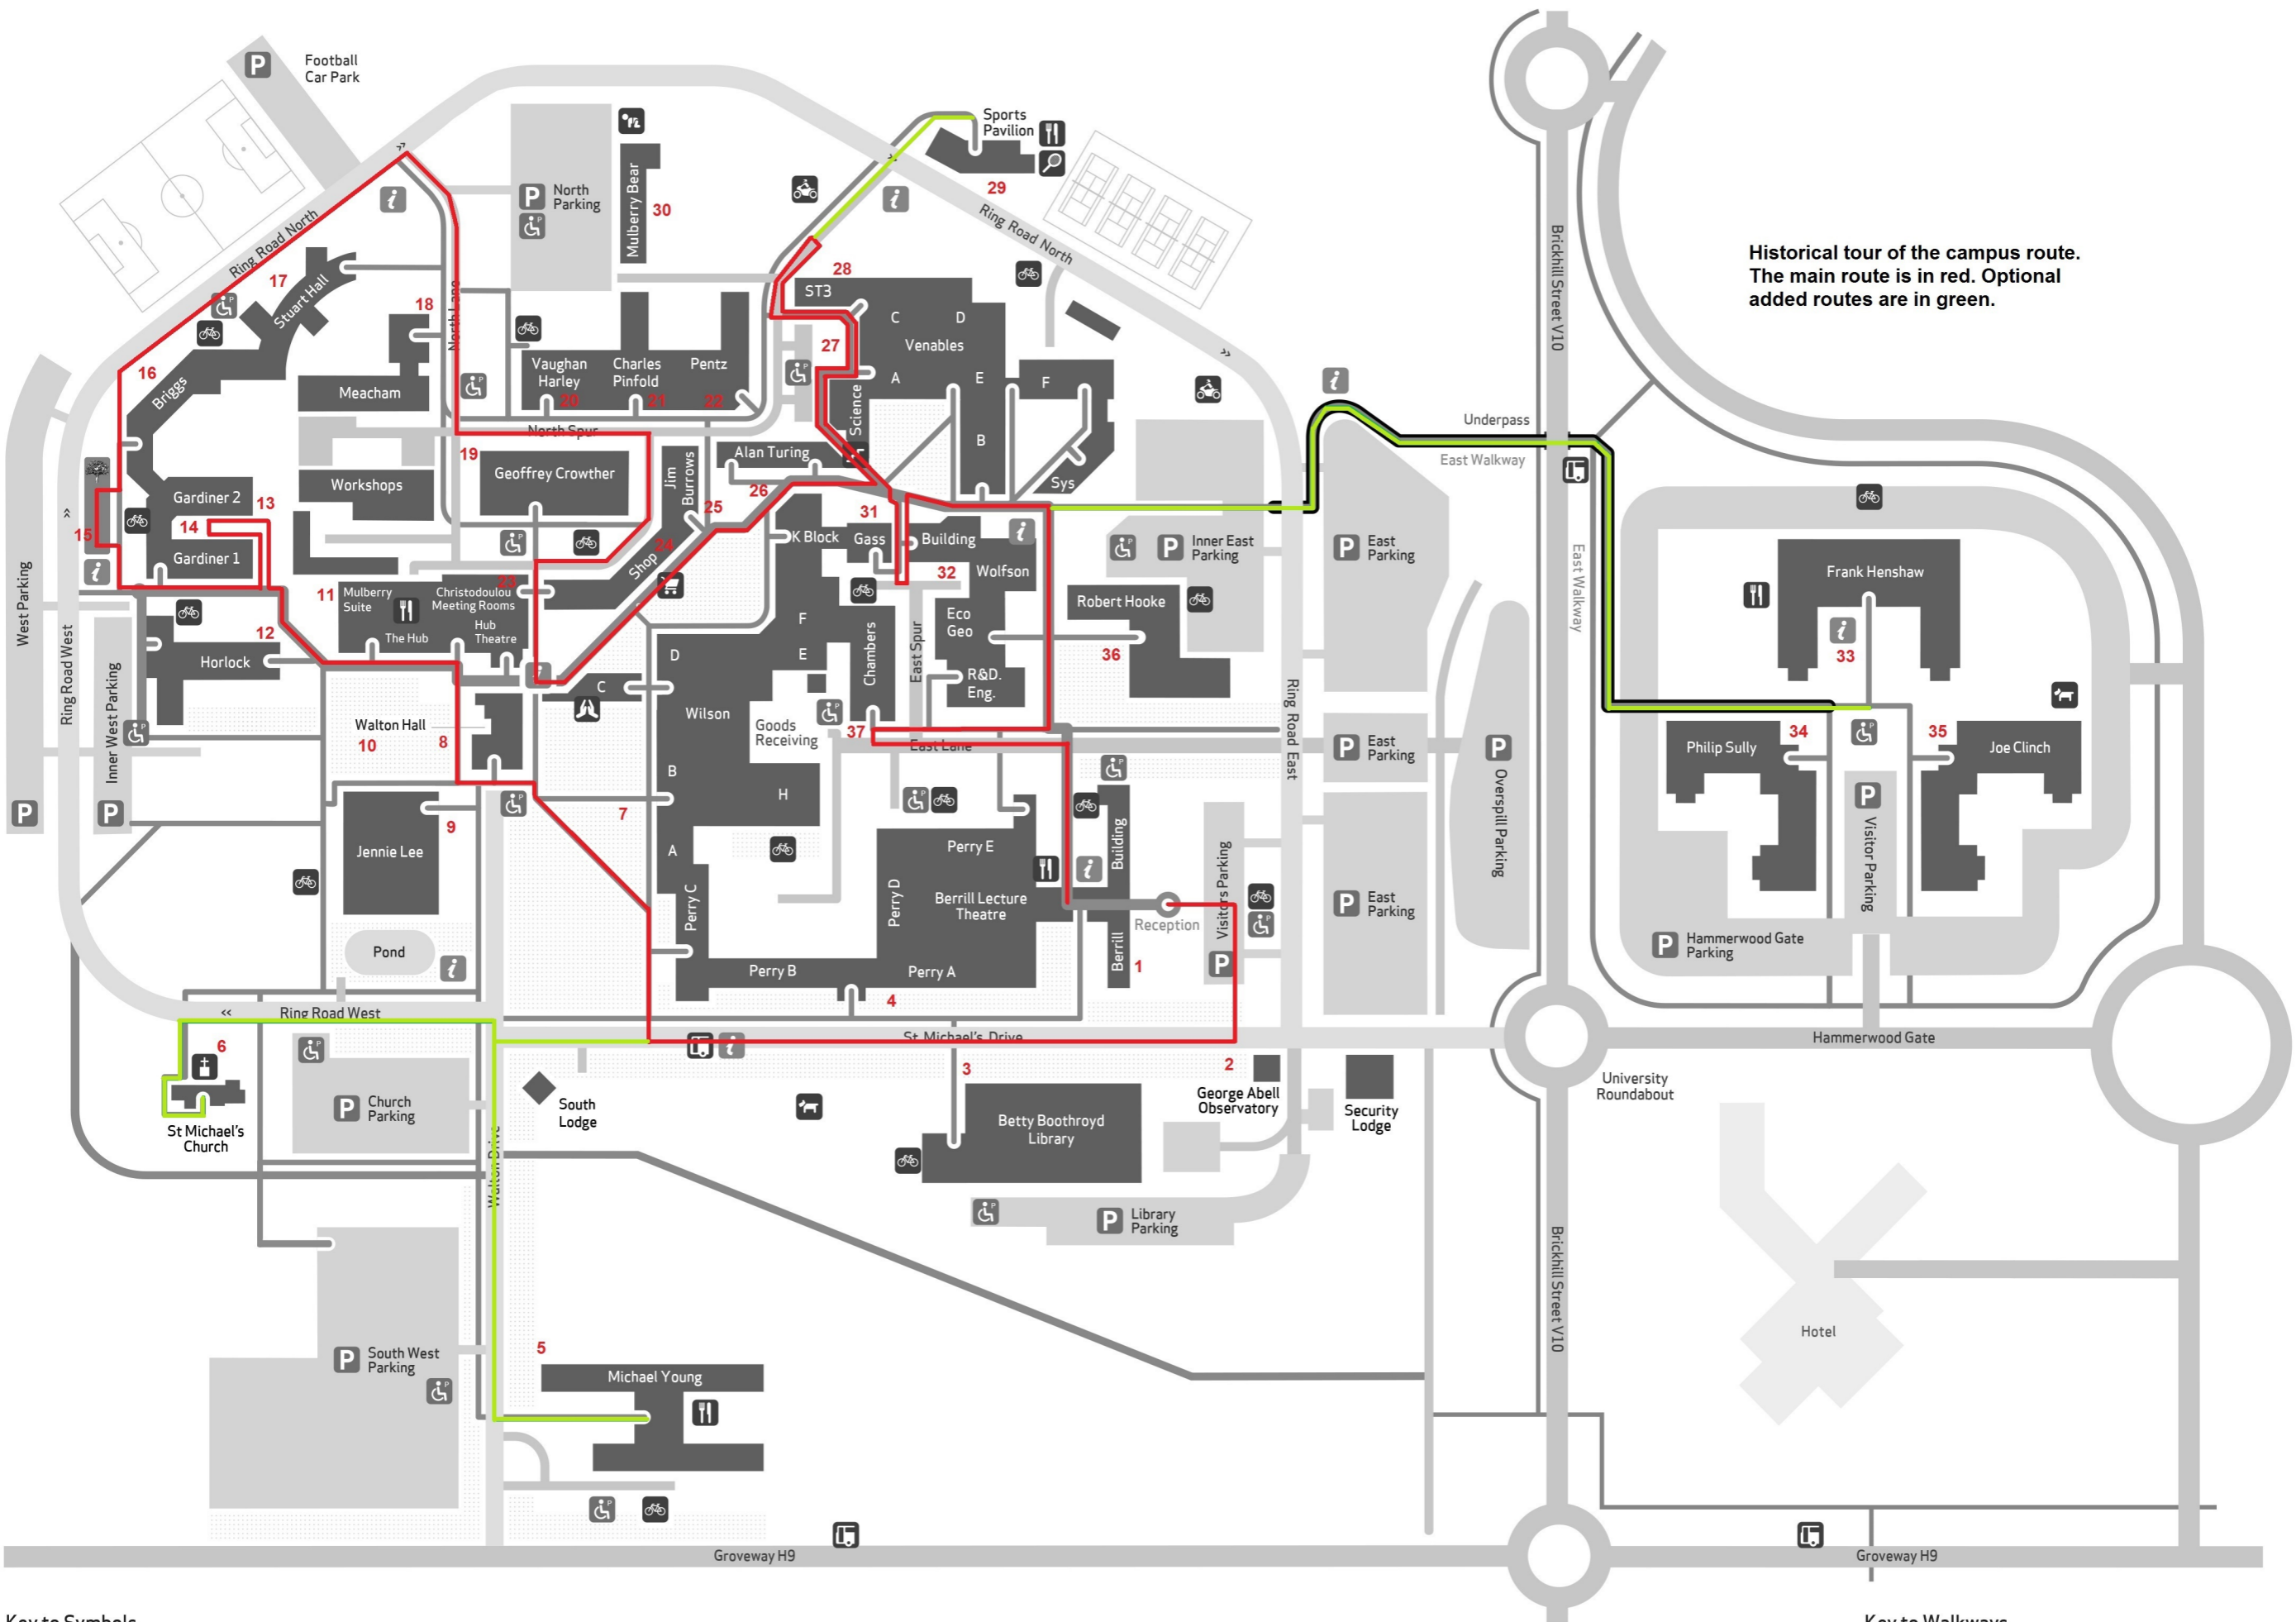 Football
Car Park
P
Sports
Pavilion
29
North
Parking
P
Mulberry Bear
30
Ring Road North
Ring Road North
Brickhill Street V10
Historical tour of the campus route.
The main route is in red. Optional
added routes are in green.
17
Stuart Hall
18
North Lane
28
ST3
C
D
Venables
27
A
E
F
B
Science
Sys
16
Briggs
Meacham
Vaughan
Harley
20
Charles
Pinfold
21
Pentz
22
North Spur
Underpass
East Walkway
19
Geoffrey Crowther
Jim
Burrows
Alan Turing
26
25
Workshops
Gardiner 2
13
14
15
Gardiner 1
31
K Block
Gass
Building
Wolfson
32
P
Inner East
Parking
P
East
Parking
East Walkway
West Parking
Ring Road West
11
Mulberry
Suite
23
Christodoulou
Meeting Rooms
The Hub
Hub
Theatre
24
Shop
12
Horlock
Inner West Parking
F
E
D
C
Wilson
Chambers
East Spur
Eco
Geo
R&D.
Eng.
Robert Hooke
36
Frank Henshaw
33
Walton Hall
10
8
Goods
Receiving
37
East Lane
Ring Road East
P
East
Parking
P
Overspill Parking
Philip Sully
34
35
Joe Clinch
P
P
B
H
7
9
Jennie Lee
A
Perry C
Perry D
Perry E
Berrill Lecture
Theatre
Building
Berrill
Reception
Visitors Parking
P
P
East
Parking
P
Visitor Parking
Pond
Perry B
Perry A
4
1
P
Hammerwood Gate
Parking
Ring Road West
St Michael's Drive
Hammerwood Gate
6
St Michael's
Church
P
Church
Parking
South
Lodge
3
2
Betty Boothroyd
Library
George Abell
Observatory
Security
Lodge
University
Roundabout
Walton Drive
P
Library
Parking
Brickhill Street V10
Hotel
5
P
South West
Parking
Michael Young
Groveway H9
Groveway H9
Key to Symbols
Key to Walkways